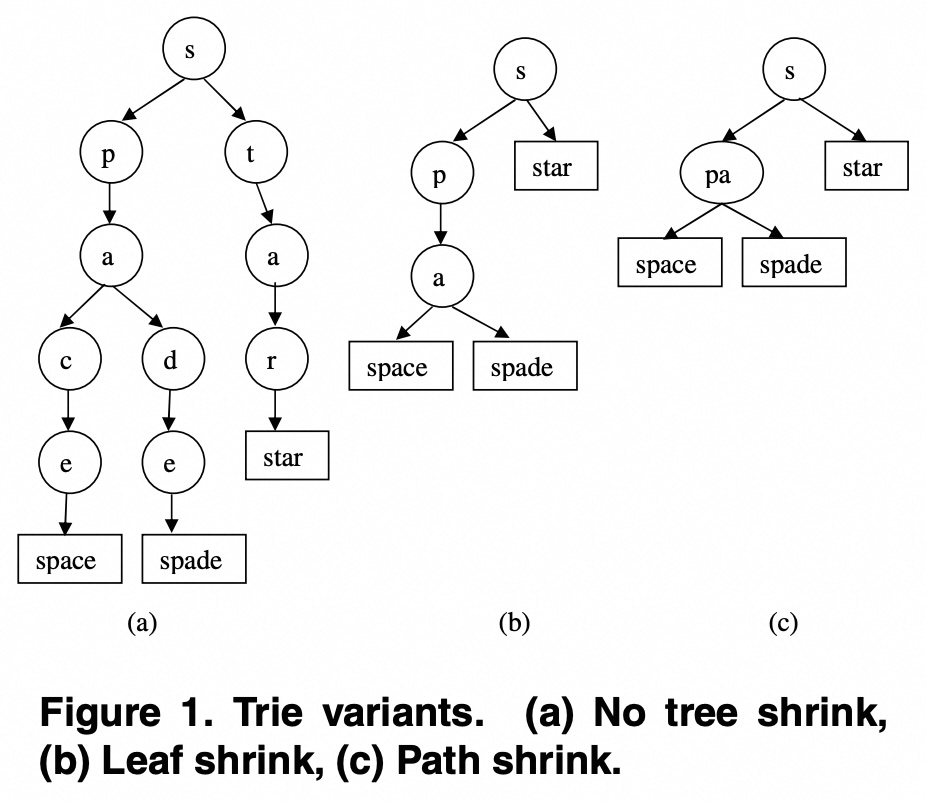 s
p t
a a
c d r
e e star
space spade
(a)
s
p star
a
space spade
(b)
s
pa star
space spade
(c)
Figure 1. Trie variants. (a) No tree shrink,
(b) Leaf shrink, (c) Path shrink.